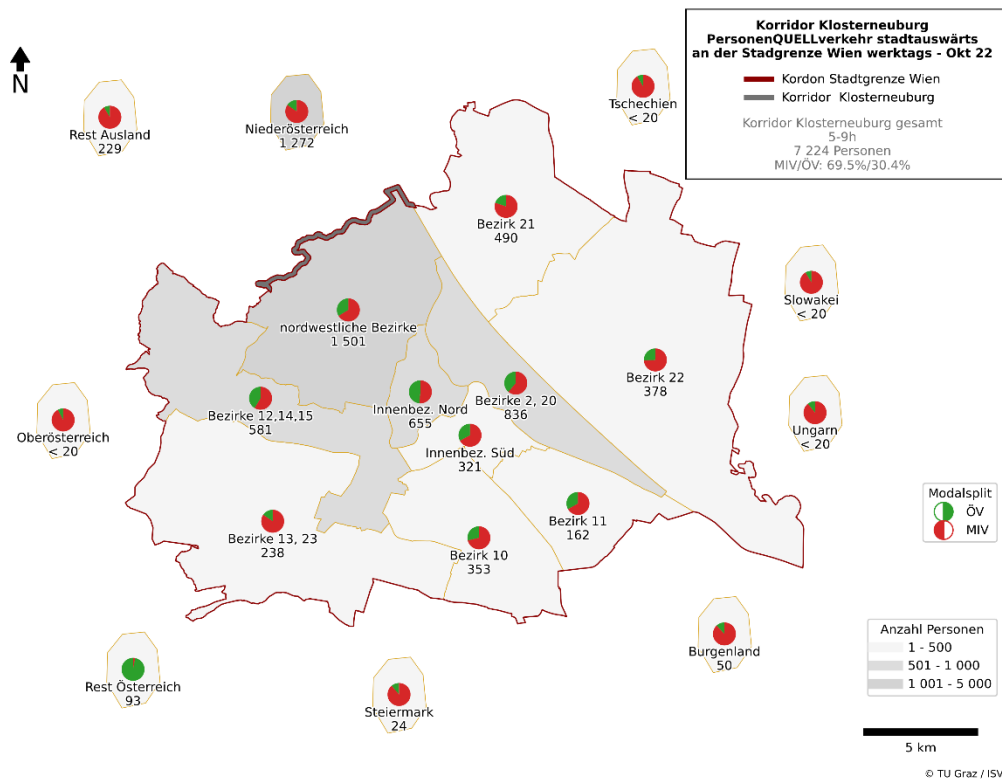 Korridor Klosterneuburg
PersonenQUELLverkehr stadtauswärts
an der Stadgrenze Wien werktags - Okt 22
Kordon Stadtgrenze Wien
Korridor Klosterneuburg
Korridor Klosterneuburg gesamt
5-9h
7 224 Personen
MIV/ÖV: 69.5%/30.4%
N
Rest Ausland
229
Niederösterreich
1 272
Tschechien
< 20
Bezirk 21
490
Slowakei
< 20
nordwestliche Bezirke
1 501
Bezirk 22
378
Bezirke 12,14,15
581
Innenbez. Nord
655
Bezirke 2, 20
836
Oberösterreich
< 20
Ungarn
< 20
Innenbez. Süd
321
Bezirke 13, 23
238
Bezirk 10
353
Bezirk 11
162
Modalsplit
ÖV
MIV
Rest Österreich
93
Steiermark
24
Burgenland
50
Anzahl Personen
1 - 500
501 - 1 000
1 001 - 5 000
5 km
© TU Graz / ISV